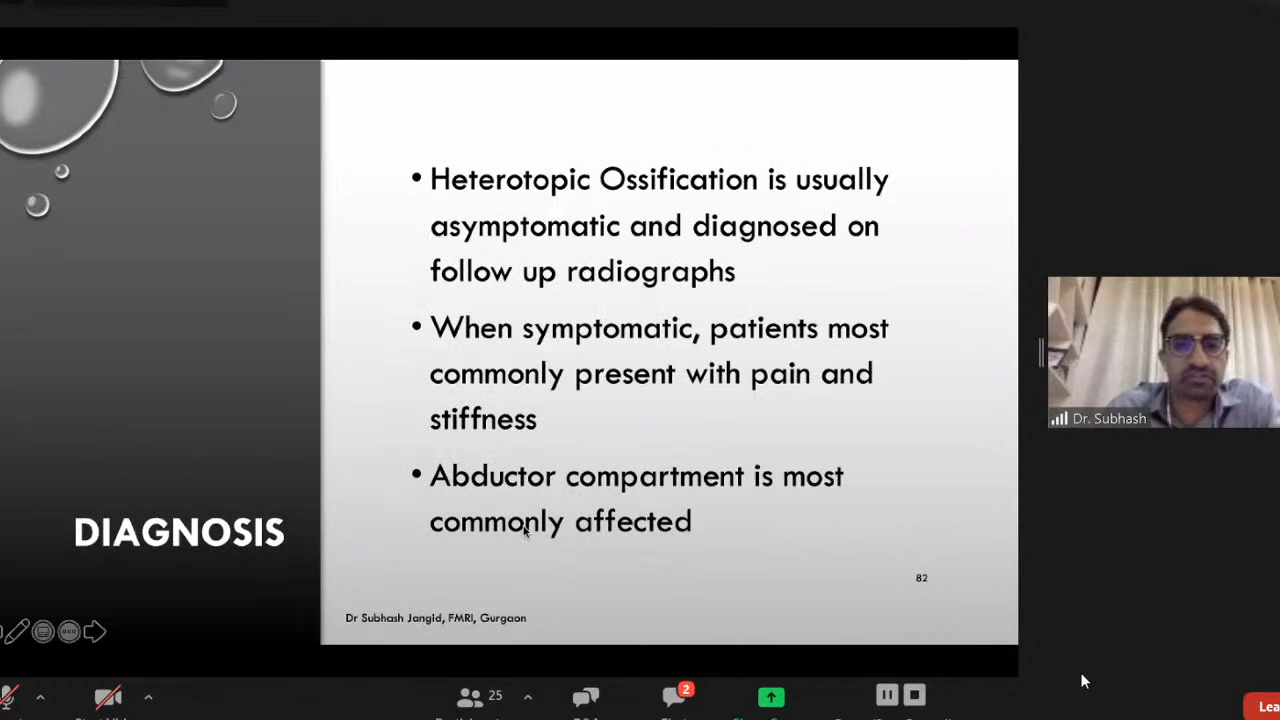 • Heterotopic Ossification is usually
asymptomatic and diagnosed on
follow up radiographs
• When symptomatic, patients most
commonly present with pain and
stiffness
• Abductor compartment is most
commonly affected
DIAGNOSIS
82
Dr Subhash Jangid, FMRI, Gurgaon
Dr. Subhash
25
2
Lea